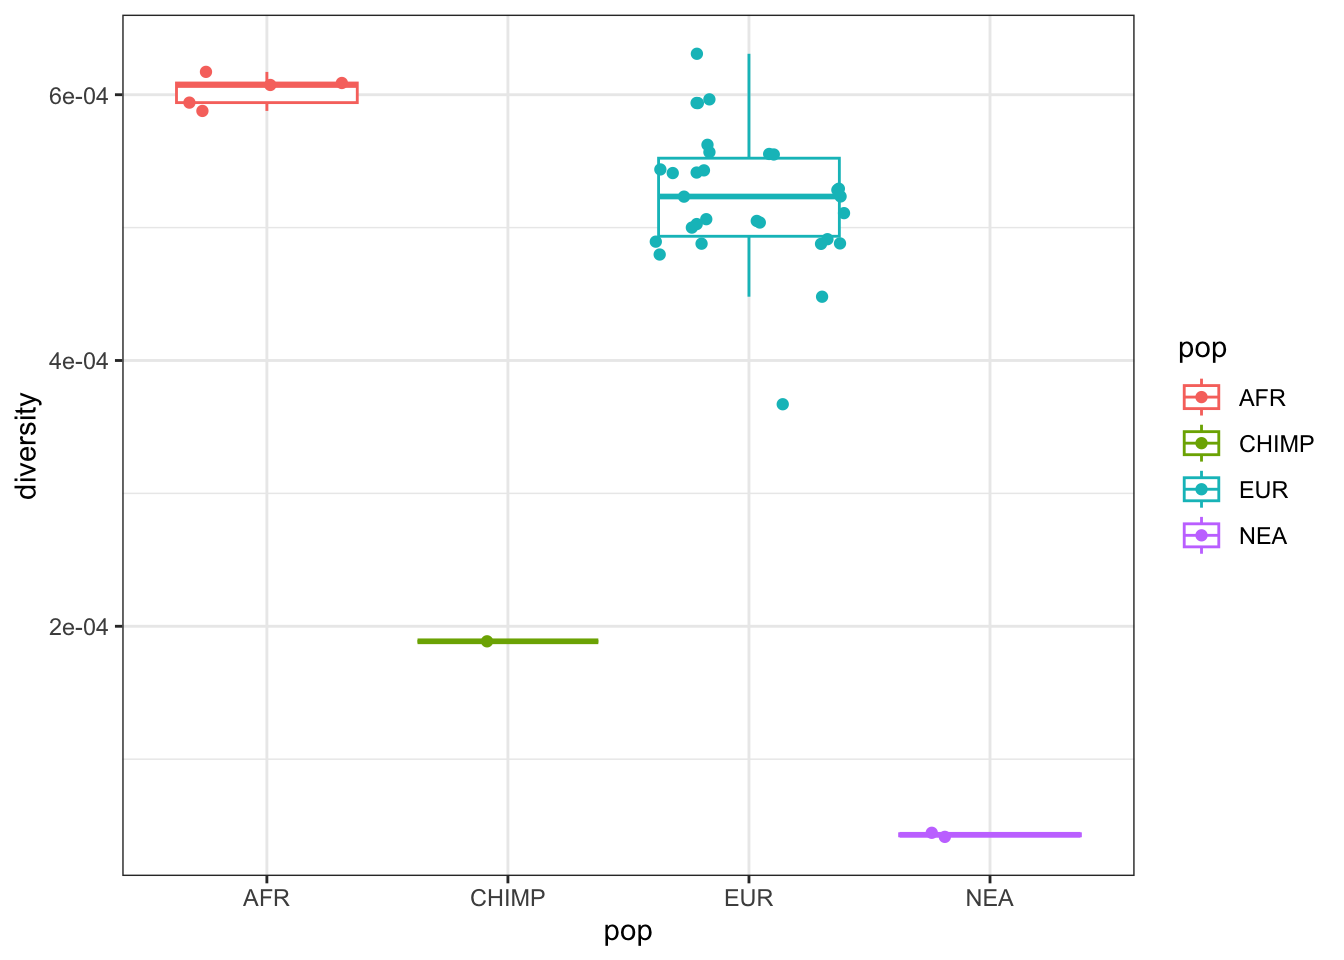 6e-04
4e-04
2e-04
diversity
AFR
CHIMP
EUR
NEA
pop
pop
AFR
CHIMP
EUR
NEA